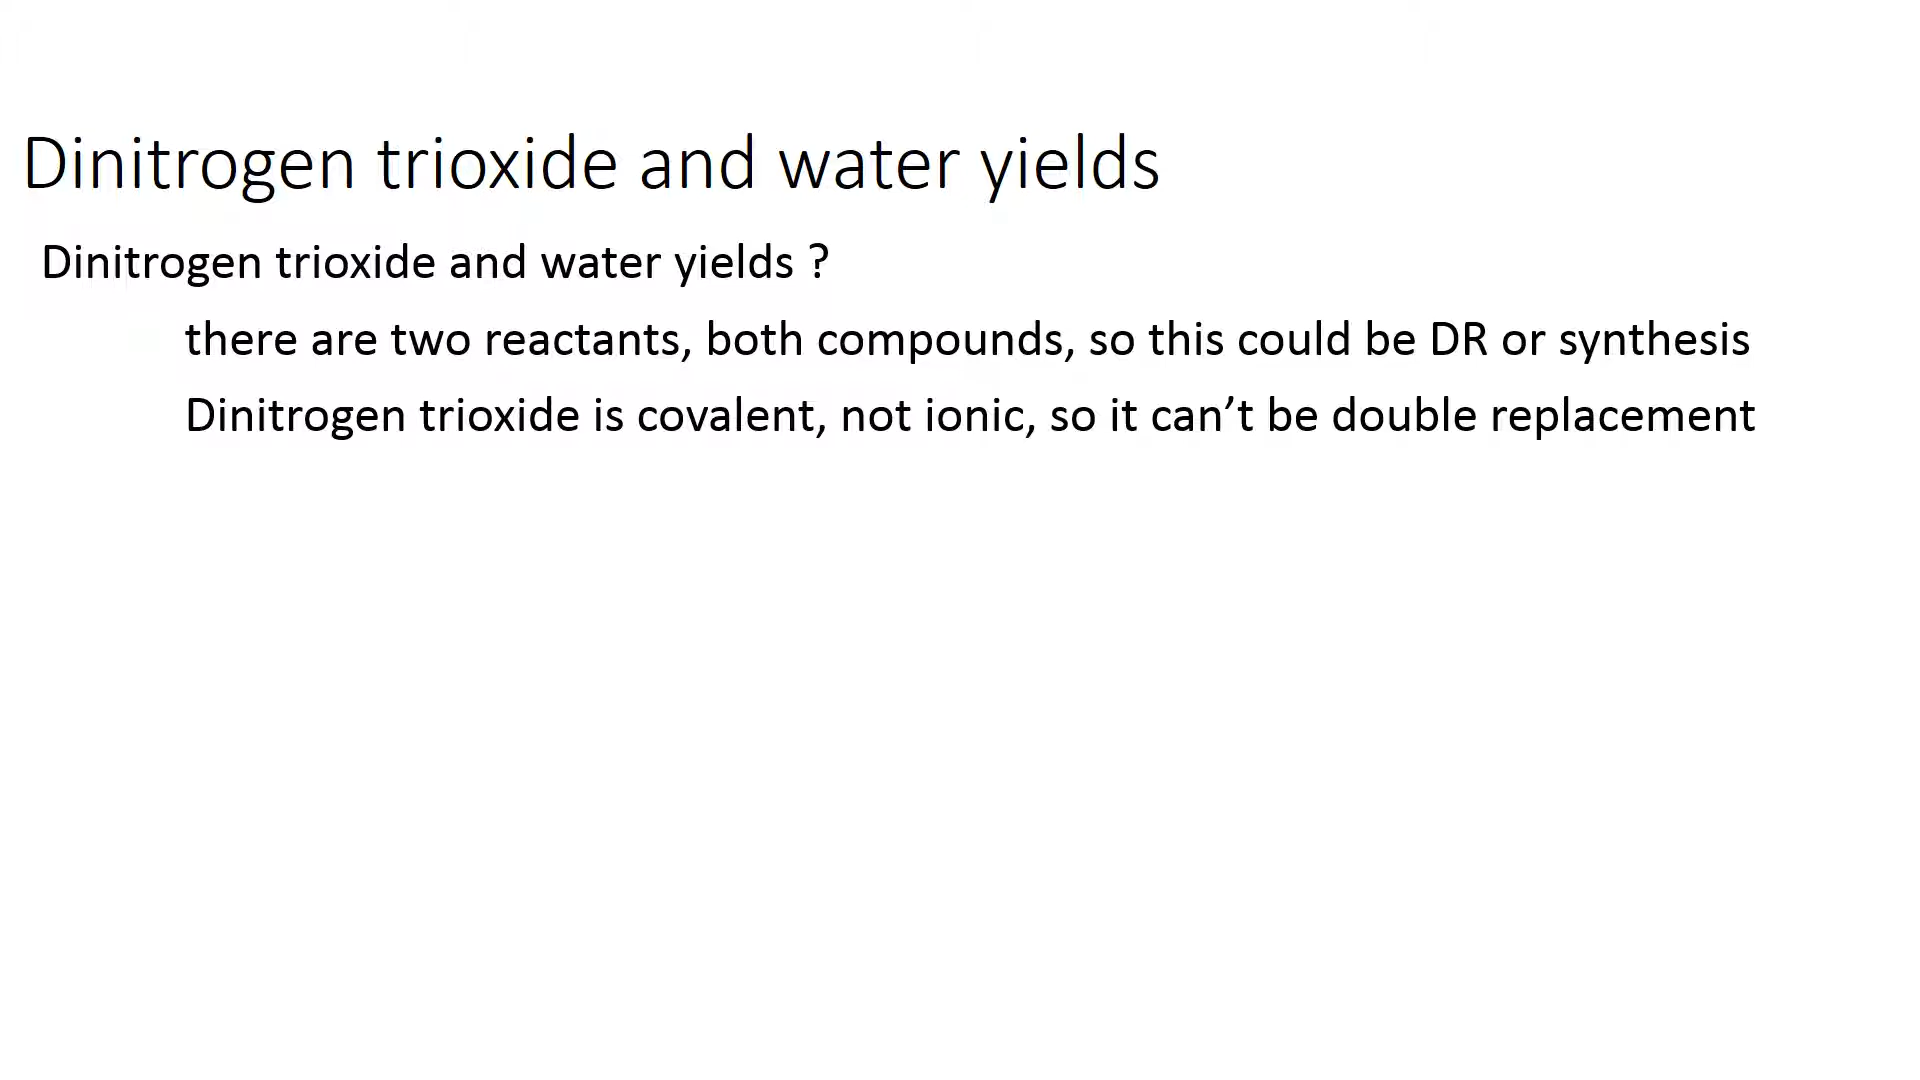 Dinitrogen trioxide and water yields
Dinitrogen trioxide and water yields ?
there are two reactants, both compounds, so this could be DR or synthesis
Dinitrogen trioxide is covalent, not ionic, so it can’t be double replacement